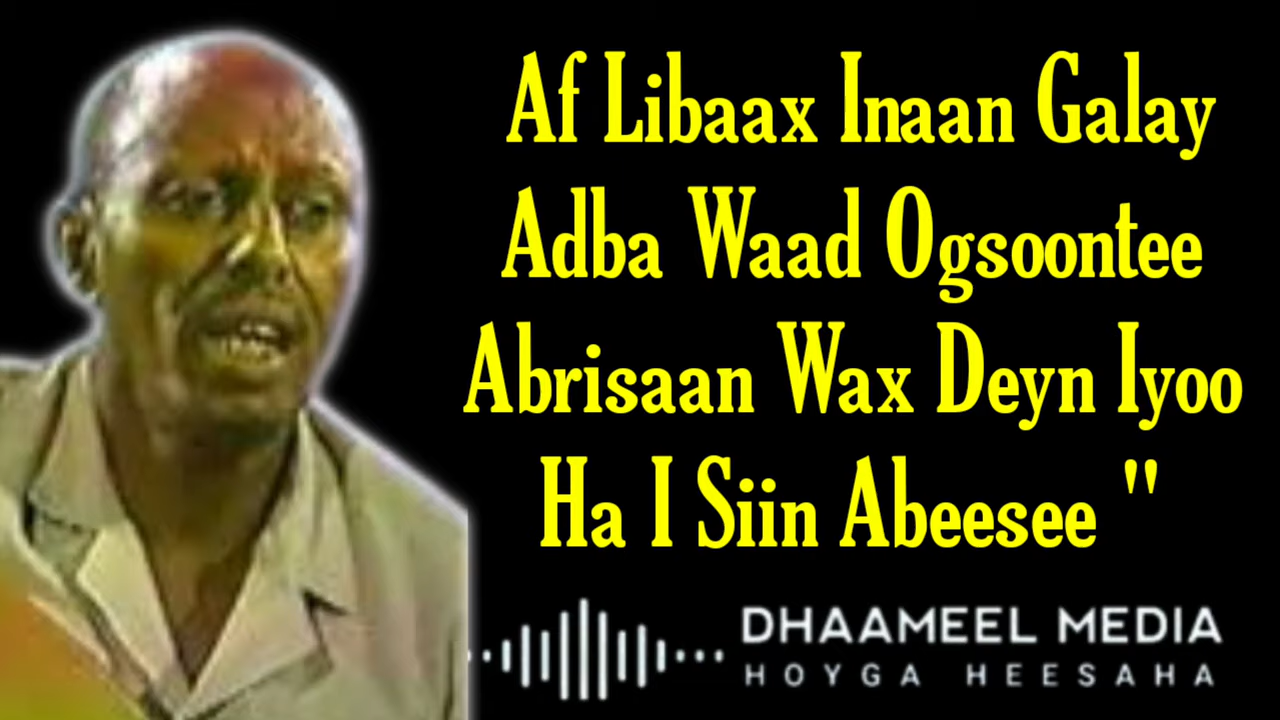 Af Libaax Inaan Galay
Adba Waad Ogsoontee
Abrisaan Wax Deyn Iyoo
Ha I Siin Abeesee "
DHAAMEEL MEDIA
HOYGA HEESAHA